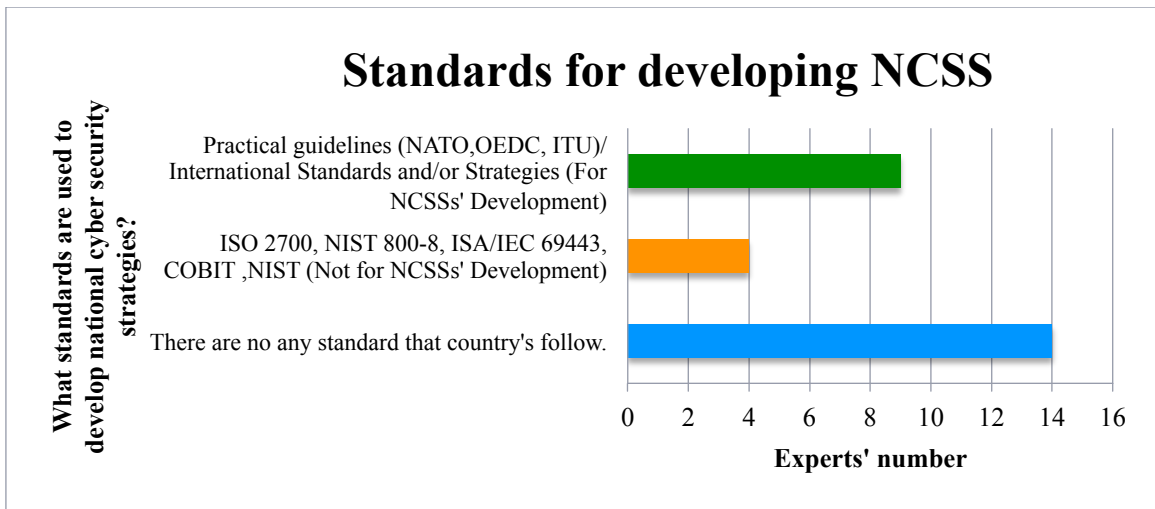 Standards for developing NCSS
What standards are used to
develop national cyber security
strategies?
Practical guidelines (NATO,OEDC, ITU)/
International Standards and/or Strategies (For
NCSSs' Development)
ISO 2700, NIST 800-8, ISA/IEC 69443,
COBIT ,NIST (Not for NCSSs' Development)
There are no any standard that country's follow.
0 2 4 6 8 10 12 14 16
Experts' number